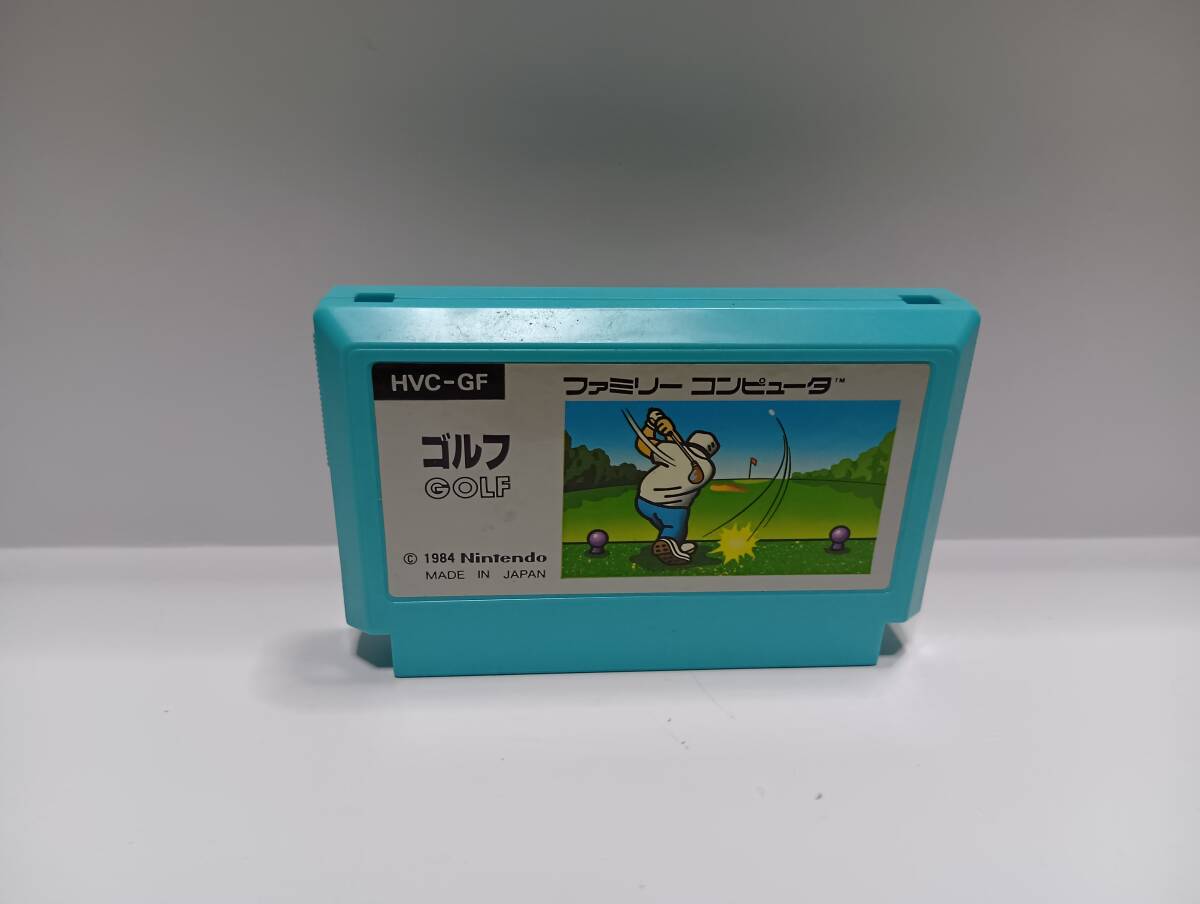 HVC-GF
ファミリー コンピュータ™
ゴルフ
GOLF
© 1984 Nintendo
MADE IN JAPAN